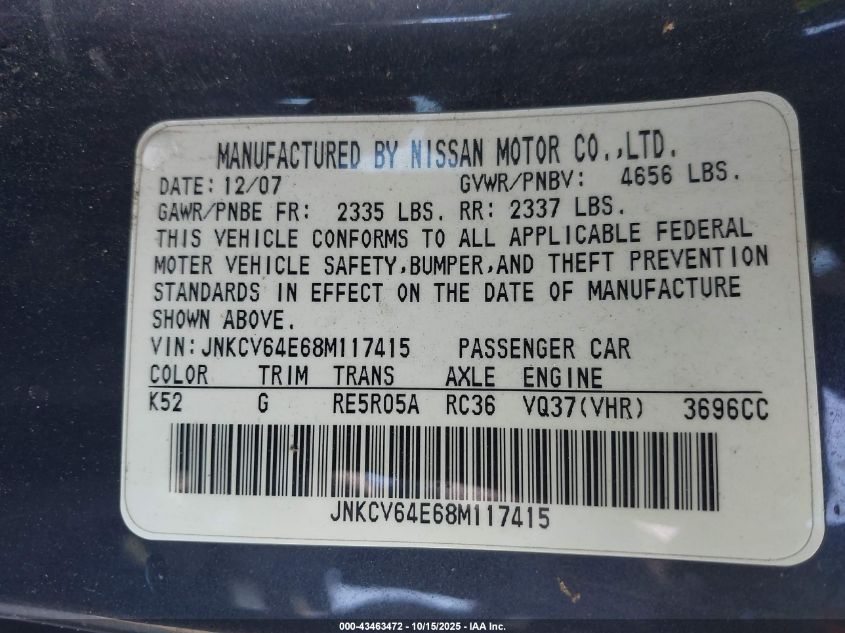 MANUFACTURED BY NISSAN MOTOR CO.,LTD.
DATE: 12/07 GVWR/PNBV: 4656 LBS.
GAWR/PNBE FR: 2335 LBS. RR: 2337 LBS.
THIS VEHICLE CONFORMS TO ALL APPLICABLE FEDERAL
MOTER VEHICLE SAFETY,BUMPER,AND THEFT PREVENTION
STANDARDS IN EFFECT ON THE DATE OF MANUFACTURE
SHOWN ABOVE.
VIN:JNKCV64E68M117415 PASSENGER CAR
COLOR TRIM TRANS AXLE ENGINE
K52 G RE5R05A RC36 VQ37(VHR) 3696CC
JNKCV64E68M117415
000-43463472 - 10/15/2025 - IAA Inc.